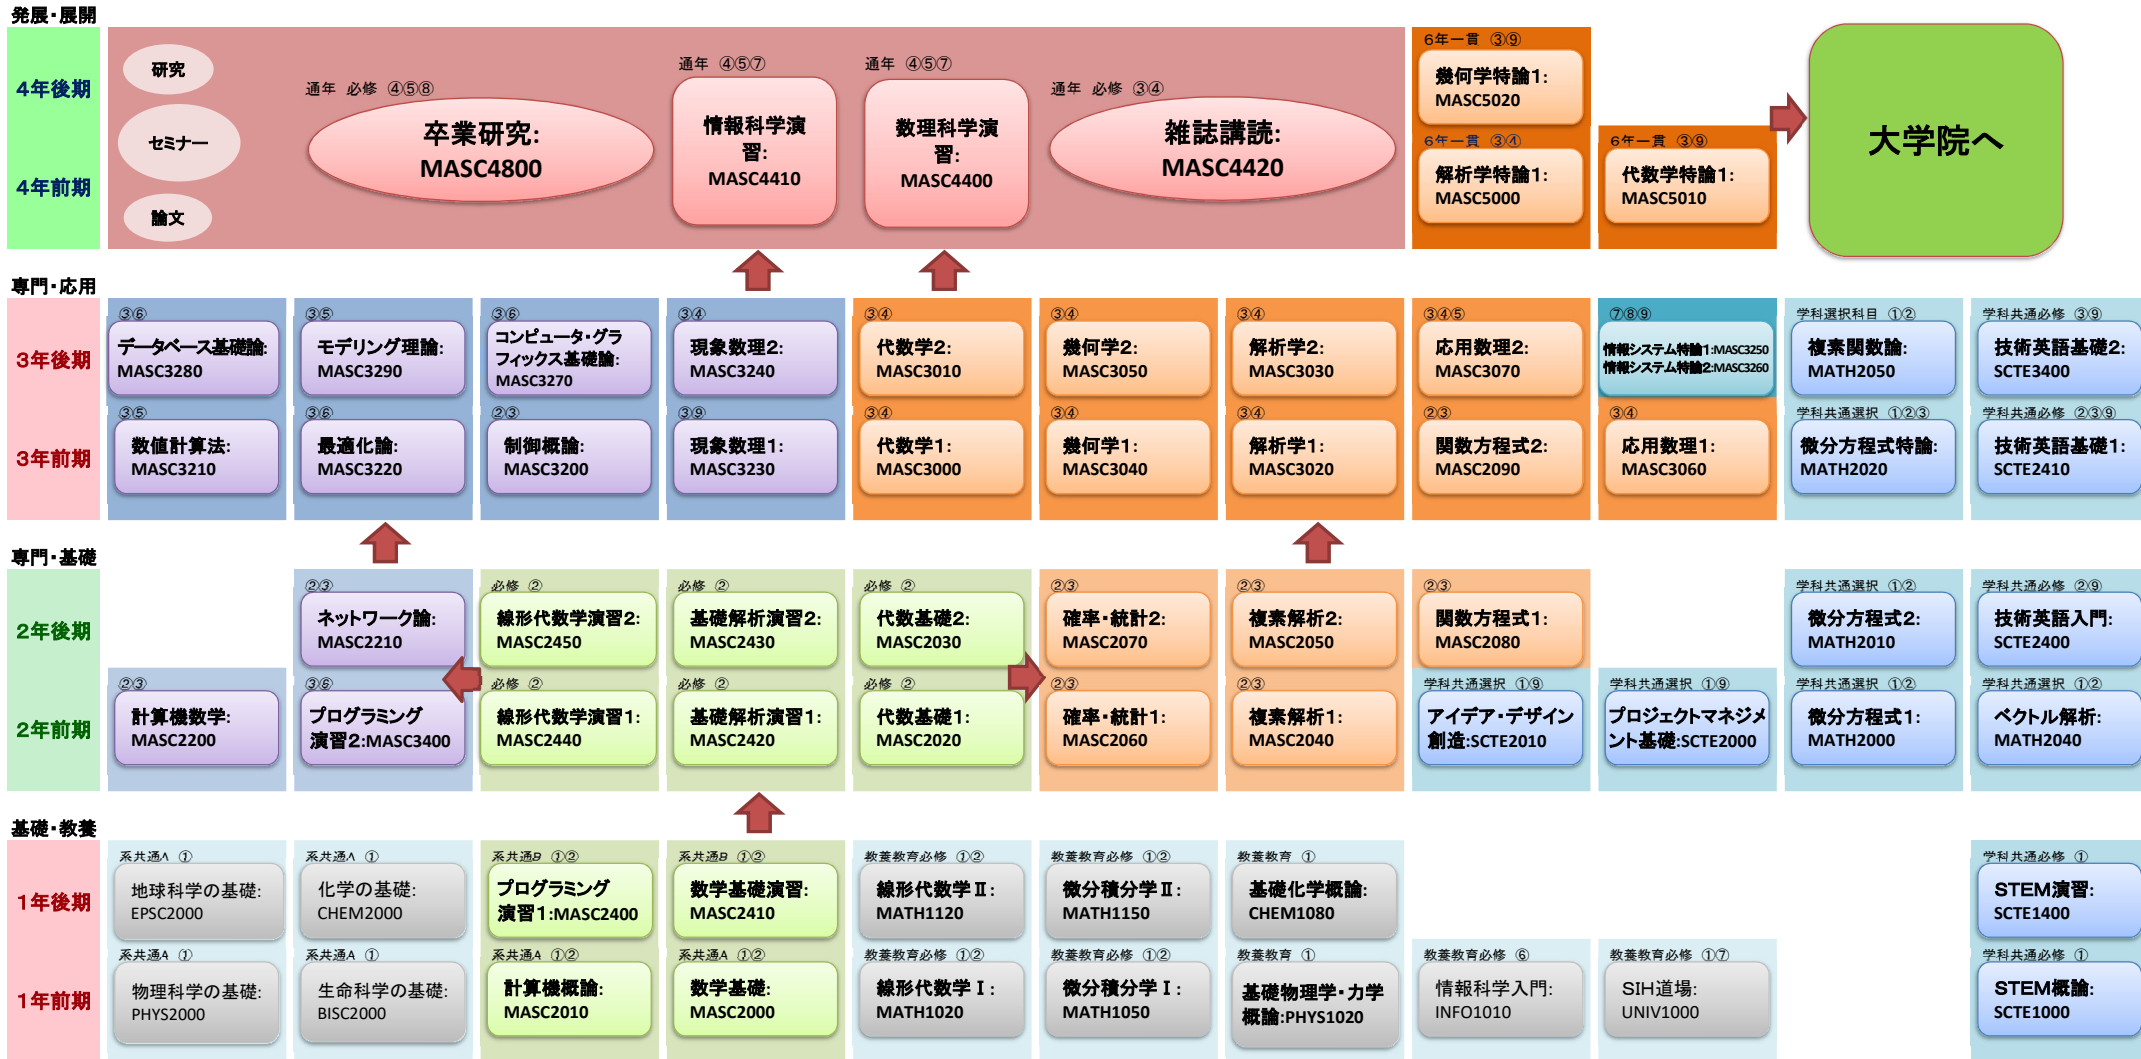 発展・展開
4年後期
4年前期
研究
セミナー
論文
通年 必修 ④⑤⑧
卒業研究:
MASC4800
通年 ④⑤⑦
情報科学演
習:
MASC4410
通年 ④⑤⑦
数理科学演
習:
MASC4400
通年 必修 ③④
雑誌講読:
MASC4420
6年一貫 ③⑨
幾何学特論1:
MASC5020
6年一貫 ③④
解析学特論1:
MASC5000
6年一貫 ③⑨
代数学特論1:
MASC5010
大学院へ
専門・応用
3年後期
③⑥
データベース基礎論:
MASC3280
③⑤
モデリング理論:
MASC3290
③⑥
コンピュータ・グラ
フィックス基礎論:
MASC3270
③④
現象数理2:
MASC3240
③④
代数学2:
MASC3010
③④
幾何学2:
MASC3050
③④
解析学2:
MASC3030
③④⑤
応用数理2:
MASC3070
⑦⑧⑨
情報システム特論1:MASC3250
情報システム特論2:MASC3260
学科選択科目 ①②
複素関数論:
MATH2050
学科共通必修 ③⑨
技術英語基礎2:
SCTE3400
3年前期
③⑤
数値計算法:
MASC3210
③⑥
最適化論:
MASC3220
②③
制御概論:
MASC3200
③⑨
現象数理1:
MASC3230
③④
代数学1:
MASC3000
③④
幾何学1:
MASC3040
③④
解析学1:
MASC3020
②③
関数方程式2:
MASC2090
③④
応用数理1:
MASC3060
学科共通選択 ①②③
微分方程式特論:
MATH2020
学科共通必修 ②③⑨
技術英語基礎1:
SCTE2410
専門・基礎
2年後期
②③
ネットワーク論:
MASC2210
必修 ②
線形代数学演習2:
MASC2450
必修 ②
基礎解析演習2:
MASC2430
必修 ②
代数基礎2:
MASC2030
②③
確率・統計2:
MASC2070
②③
複素解析2:
MASC2050
②③
関数方程式1:
MASC2080
学科共通選択 ①②
微分方程式2:
MATH2010
学科共通必修 ②⑨
技術英語入門:
SCTE2400
2年前期
②③
計算機数学:
MASC2200
③⑥
プログラミング
演習2:MASC3400
必修 ②
線形代数学演習1:
MASC2440
必修 ②
基礎解析演習1:
MASC2420
必修 ②
代数基礎1:
MASC2020
②③
確率・統計1:
MASC2060
②③
複素解析1:
MASC2040
学科共通選択 ①⑨
アイデア・デザイン
創造:SCTE2010
学科共通選択 ①⑨
プロジェクトマネジメ
ント基礎:SCTE2000
学科共通選択 ①②
微分方程式1:
MATH2000
学科共通選択 ①②
ベクトル解析:
MATH2040
基礎・教養
1年後期
系共通A ①
地球科学の基礎:
EPSC2000
系共通A ①
化学の基礎:
CHEM2000
系共通B ①②
プログラミング
演習1:MASC2400
系共通B ①②
数学基礎演習:
MASC2410
教養教育必修 ①②
線形代数学Ⅱ:
MATH1120
教養教育必修 ①②
微分積分学Ⅱ:
MATH1150
教養教育 ①
基礎化学概論:
CHEM1080
学科共通必修 ①
STEM演習:
SCTE1400
1年前期
系共通A ①
物理科学の基礎:
PHYS2000
系共通A ①
生命科学の基礎:
BISC2000
系共通A ①②
計算機概論:
MASC2010
系共通A ①②
数学基礎:
MASC2000
教養教育必修 ①②
線形代数学Ⅰ:
MATH1020
教養教育必修 ①②
微分積分学Ⅰ:
MATH1050
教養教育 ①
基礎物理学・力学
概論:PHYS1020
教養教育必修 ⑥
情報科学入門:
INFO1010
教養教育必修 ①⑦
SIH道場:
UNIV1000
学科共通必修 ①
STEM概論:
SCTE1000